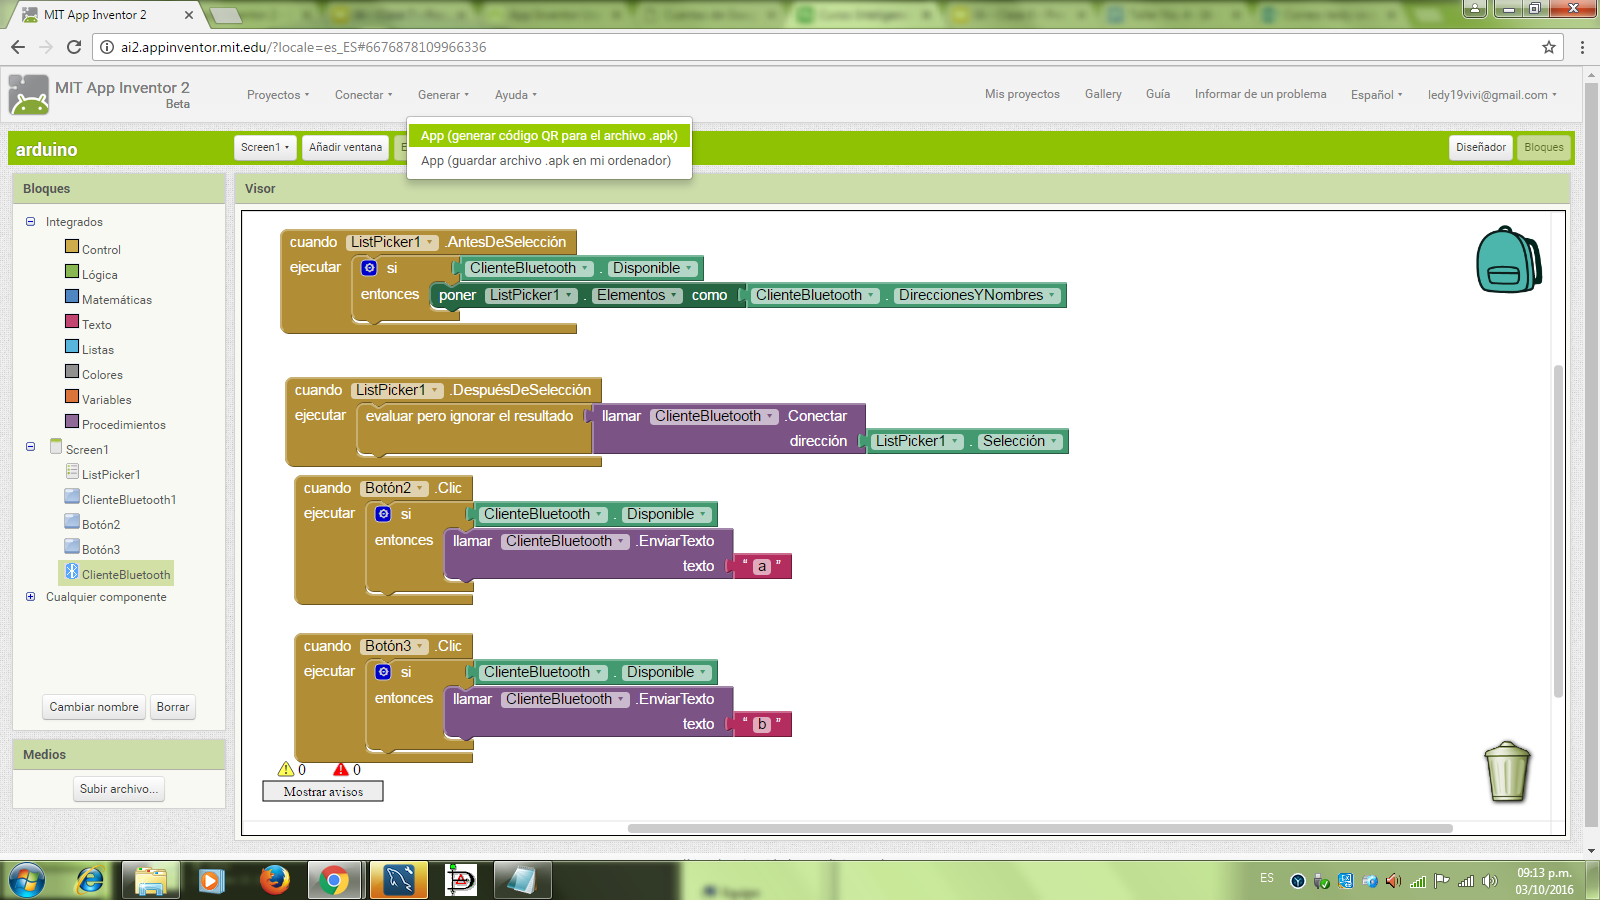 MIT App Inventor 2
ai2.appinventor.mit.edu/?locale=es_ES#6676878109966336
MIT App Inventor 2
Beta
Proyectos
Conectar
Generar
Ayuda
Mis proyectos
Gallery
Guía
Informar de un problema
Español
ledy19vivi@gmail.com
App (generar código QR para el archivo .apk)
App (guardar archivo .apk en mi ordenador)
arduino
Screen1
Añadir ventana
Diseñador
Bloques
Bloques
Integrados
Control
Lógica
Matemáticas
Texto
Listas
Colores
Variables
Procedimientos
Screen1
ListPicker1
ClienteBluetooth1
Botón2
Botón3
ClienteBluetooth
Cualquier componente
Cambiar nombre
Borrar
Medios
Subir archivo...
Visor
cuando ListPicker1 .AntesDeSelección
ejecutar si ClienteBluetooth . Disponible
entonces poner ListPicker1 . Elementos como ClienteBluetooth . DireccionesYNombres
cuando ListPicker1 .DespuésDeSelección
ejecutar evaluar pero ignorar el resultado llamar ClienteBluetooth .Conectar
dirección ListPicker1 . Selección
cuando Botón2 .Clic
ejecutar si ClienteBluetooth . Disponible
entonces llamar ClienteBluetooth .EnviarTexto
texto " a "
cuando Botón3 .Clic
ejecutar si ClienteBluetooth . Disponible
entonces llamar ClienteBluetooth .EnviarTexto
texto " b "
0 0
Mostrar avisos
ES
09:13 p.m.
03/10/2016